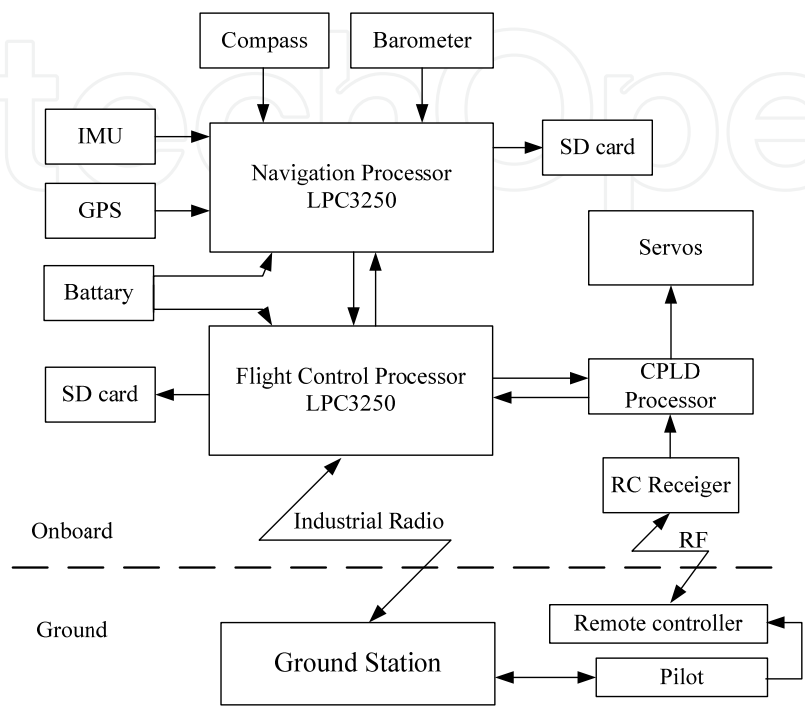 Compass
Barometer
IMU
Navigation Processor
LPC3250
SD card
GPS
Servos
Battary
Flight Control Processor
LPC3250
SD card
CPLD
Processor
RC Receiger
Industrial Radio
Onboard
RF
Ground
Remote controller
Ground Station
Pilot